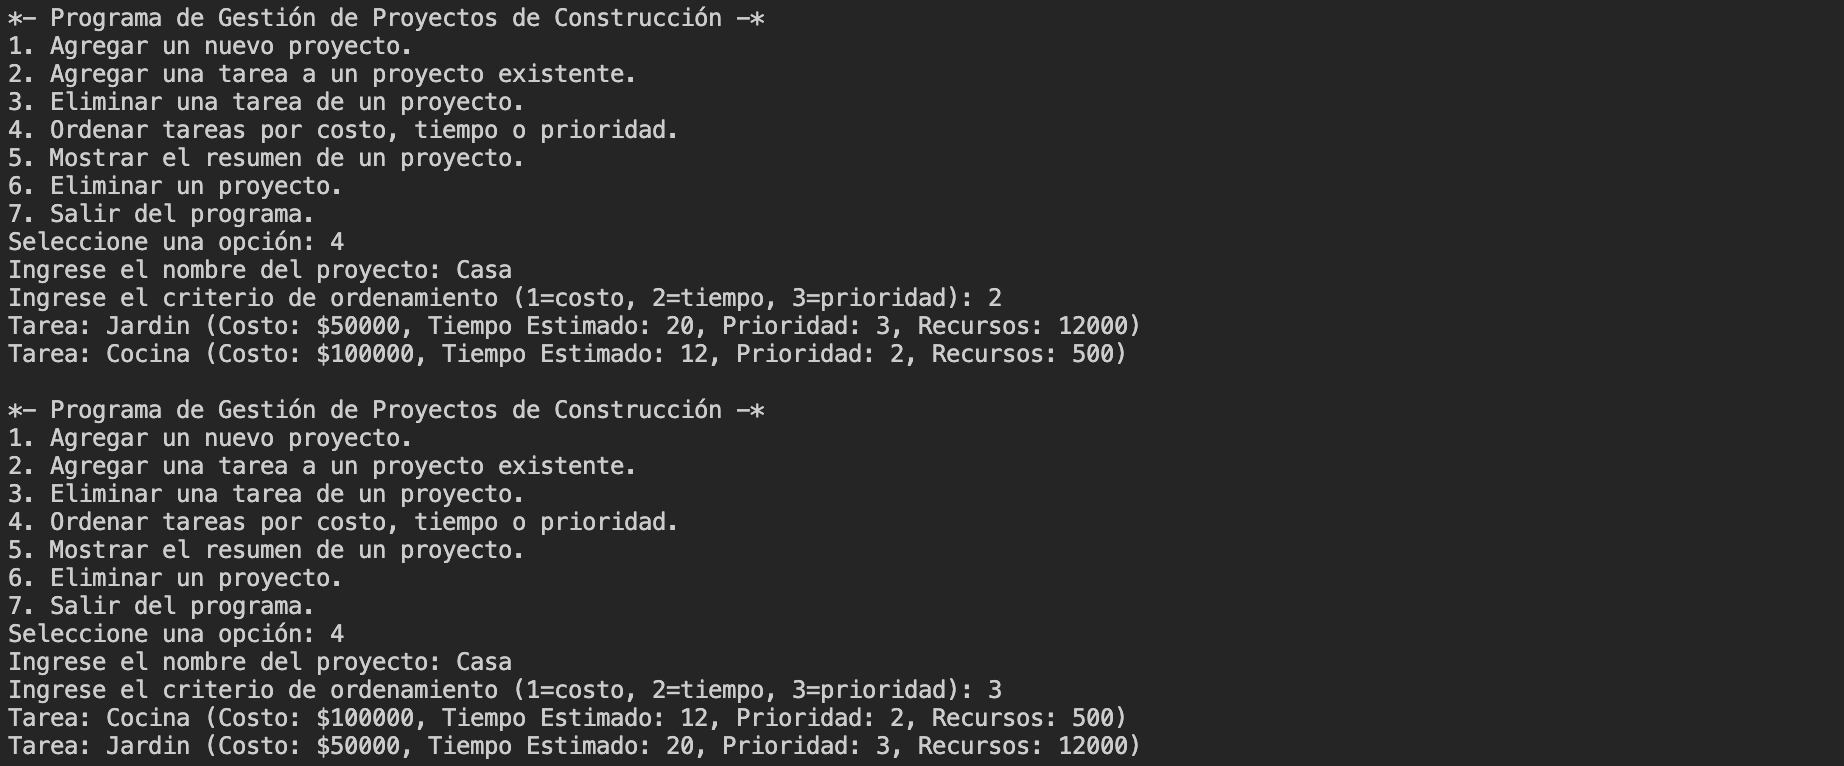 *– Programa de Gestión de Proyectos de Construcción –*
1. Agregar un nuevo proyecto.
2. Agregar una tarea a un proyecto existente.
3. Eliminar una tarea de un proyecto.
4. Ordenar tareas por costo, tiempo o prioridad.
5. Mostrar el resumen de un proyecto.
6. Eliminar un proyecto.
7. Salir del programa.
Seleccione una opción: 4
Ingrese el nombre del proyecto: Casa
Ingrese el criterio de ordenamiento (1=costo, 2=tiempo, 3=prioridad): 2
Tarea: Jardin (Costo: $50000, Tiempo Estimado: 20, Prioridad: 3, Recursos: 12000)
Tarea: Cocina (Costo: $100000, Tiempo Estimado: 12, Prioridad: 2, Recursos: 500)
*– Programa de Gestión de Proyectos de Construcción –*
1. Agregar un nuevo proyecto.
2. Agregar una tarea a un proyecto existente.
3. Eliminar una tarea de un proyecto.
4. Ordenar tareas por costo, tiempo o prioridad.
5. Mostrar el resumen de un proyecto.
6. Eliminar un proyecto.
7. Salir del programa.
Seleccione una opción: 4
Ingrese el nombre del proyecto: Casa
Ingrese el criterio de ordenamiento (1=costo, 2=tiempo, 3=prioridad): 3
Tarea: Cocina (Costo: $100000, Tiempo Estimado: 12, Prioridad: 2, Recursos: 500)
Tarea: Jardin (Costo: $50000, Tiempo Estimado: 20, Prioridad: 3, Recursos: 12000)